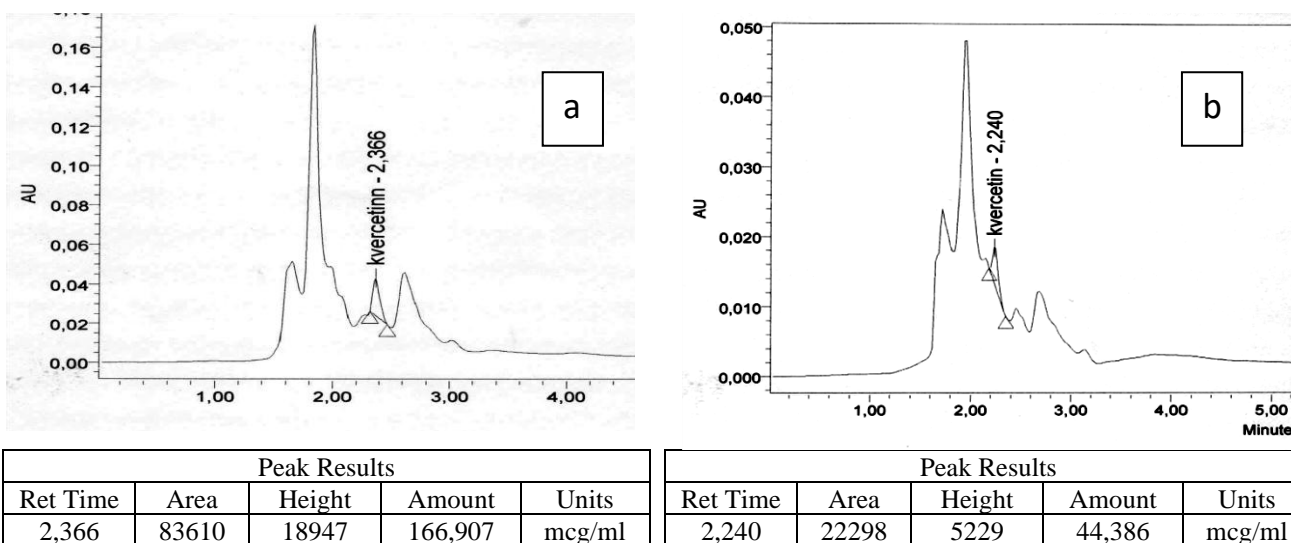 0,16
0,14
0,12
0,10
0,08
0,06
0,04
0,02
0,00
AU
kvercetinn - 2,366
a
1,00 2,00 3,00 4,00
Peak Results
Ret Time Area Height Amount Units
2,366 83610 18947 166,907 mcg/ml
0,050
0,040
0,030
0,020
0,010
0,000
AU
kvercetin - 2,240
b
1,00 2,00 3,00 4,00 5,00
Minute
Peak Results
Ret Time Area Height Amount Units
2,240 22298 5229 44,386 mcg/ml